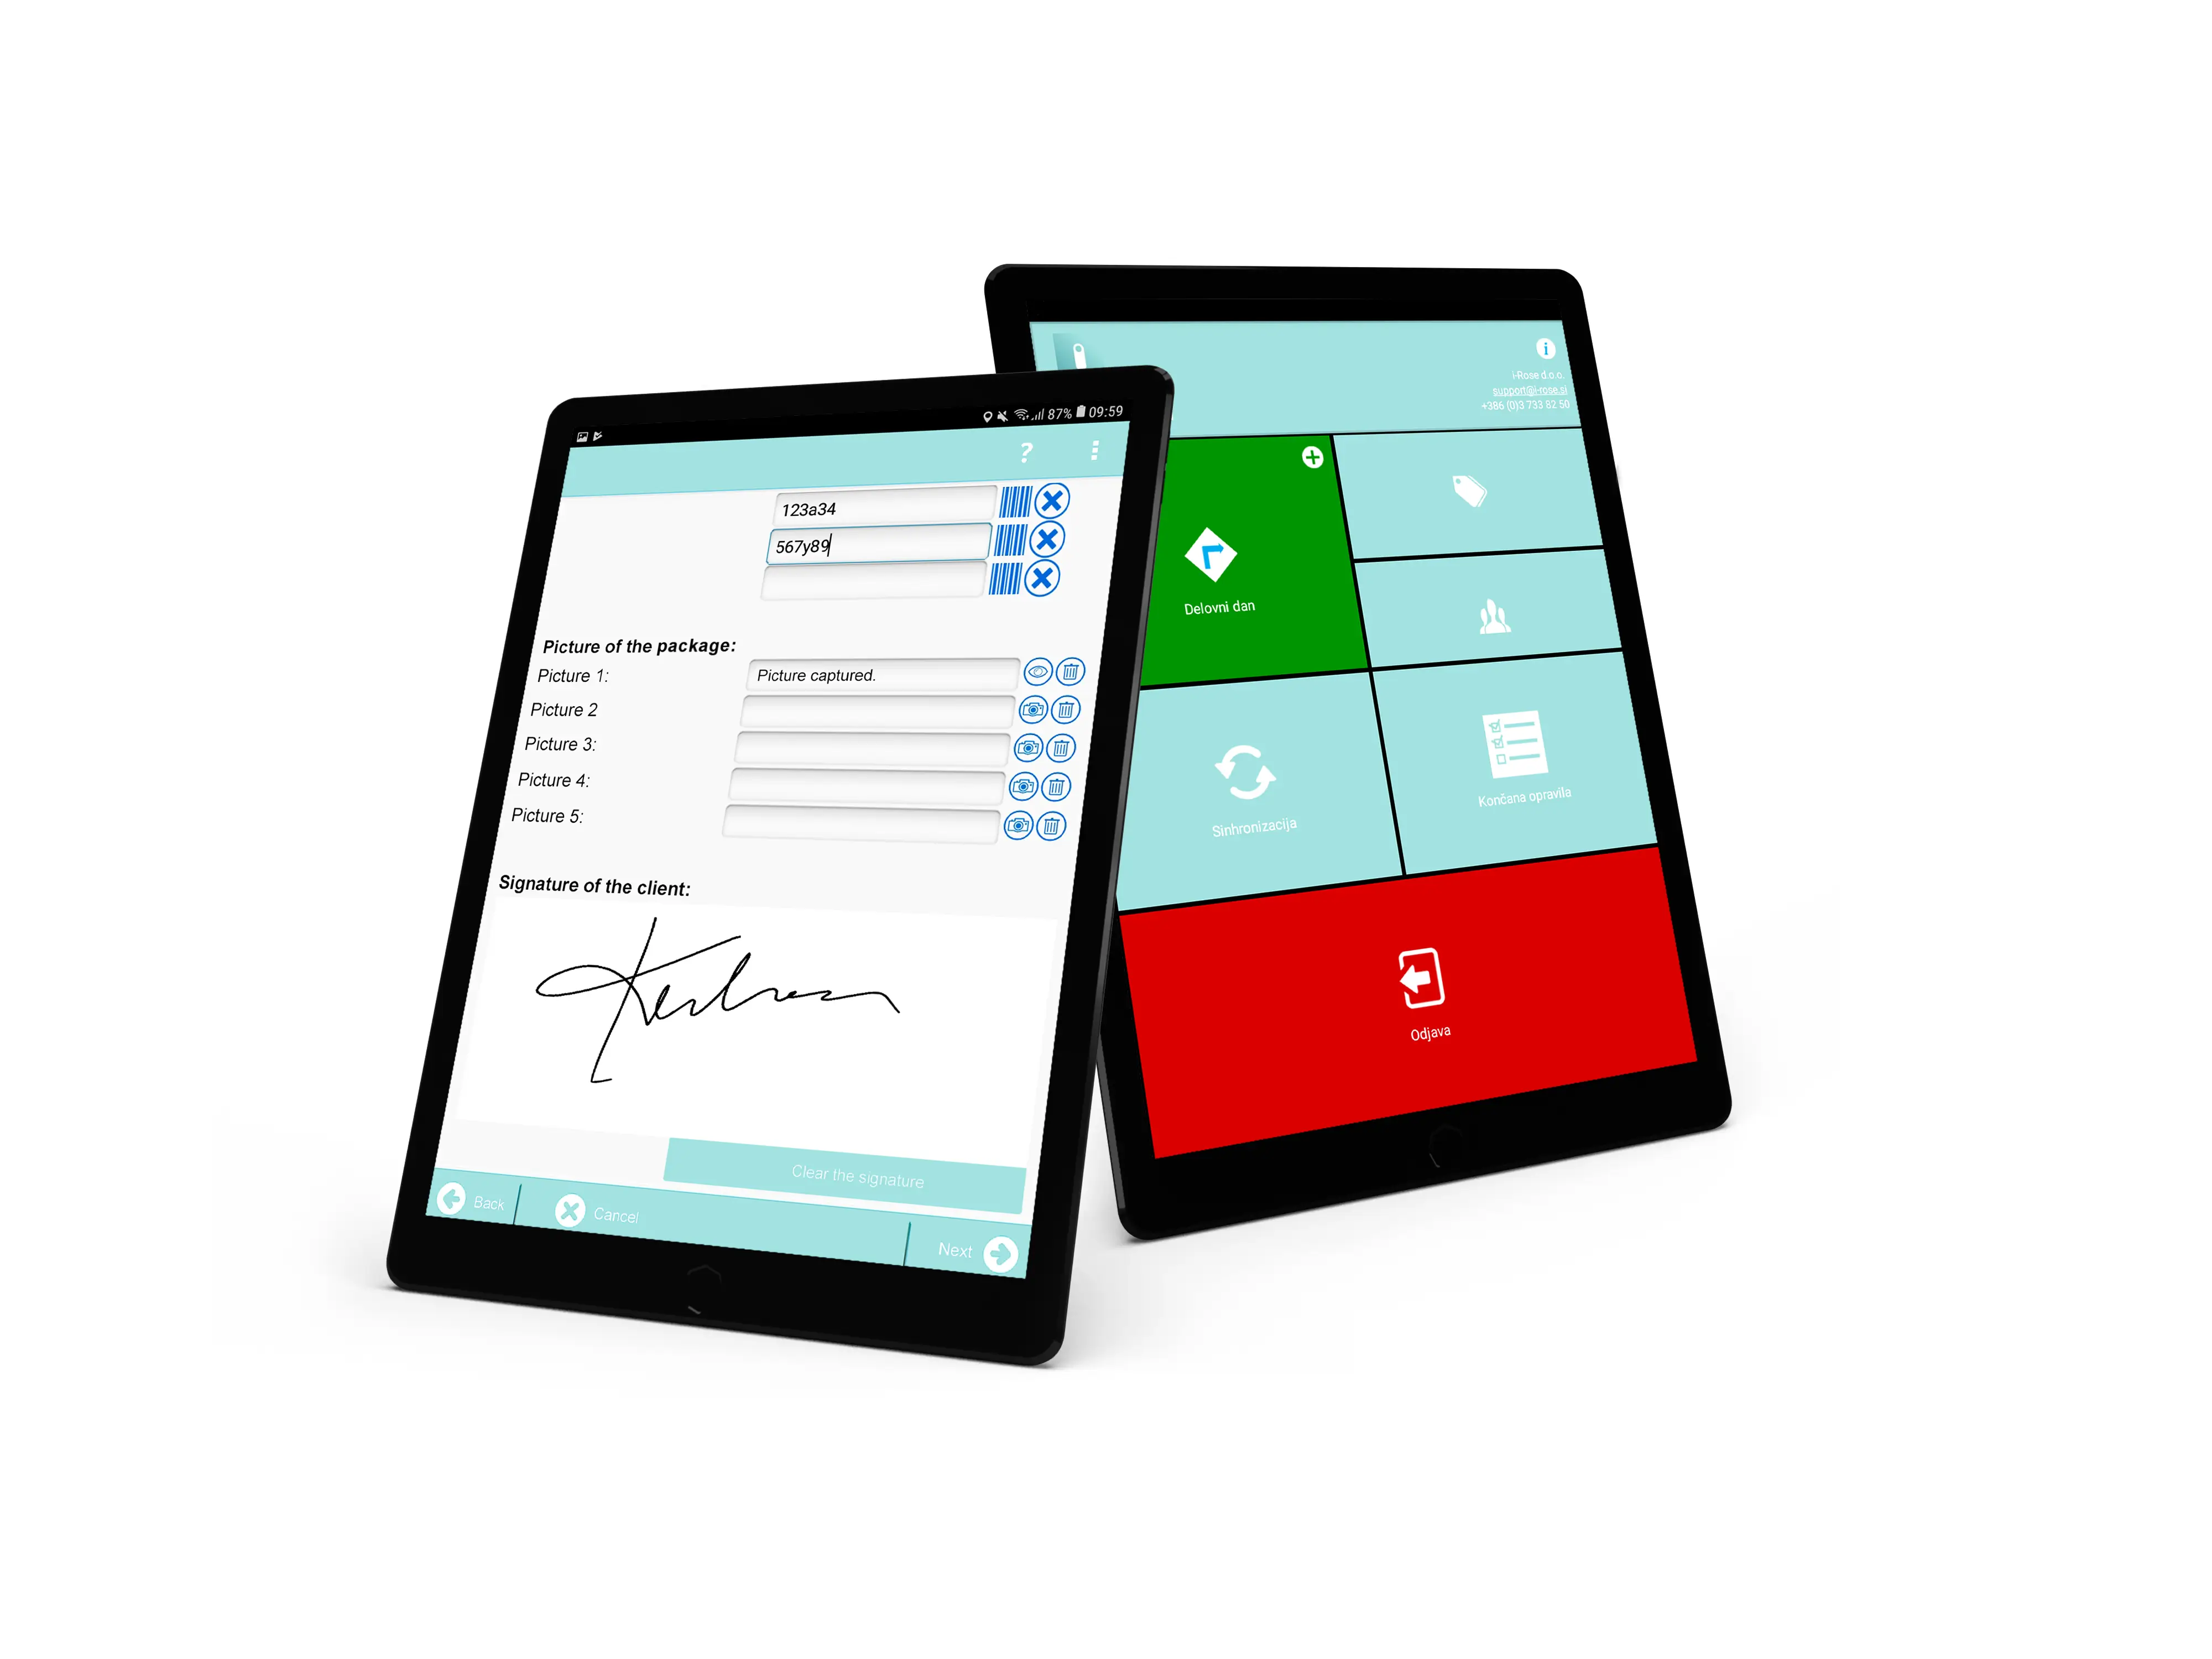 87% 09:59
?
123a34
567y89
Picture of the package:
Picture 1:
Picture captured.
Picture 2
Picture 3:
Picture 4:
Picture 5:
Signature of the client:
Clear the signature
Back
Cancel
Next
i
i-Rose d.o.o.
support@i-rose.si
+386 (0)3 733 82 50
Delovni dan
Sinhronizacija
Končana opravila
Odjava